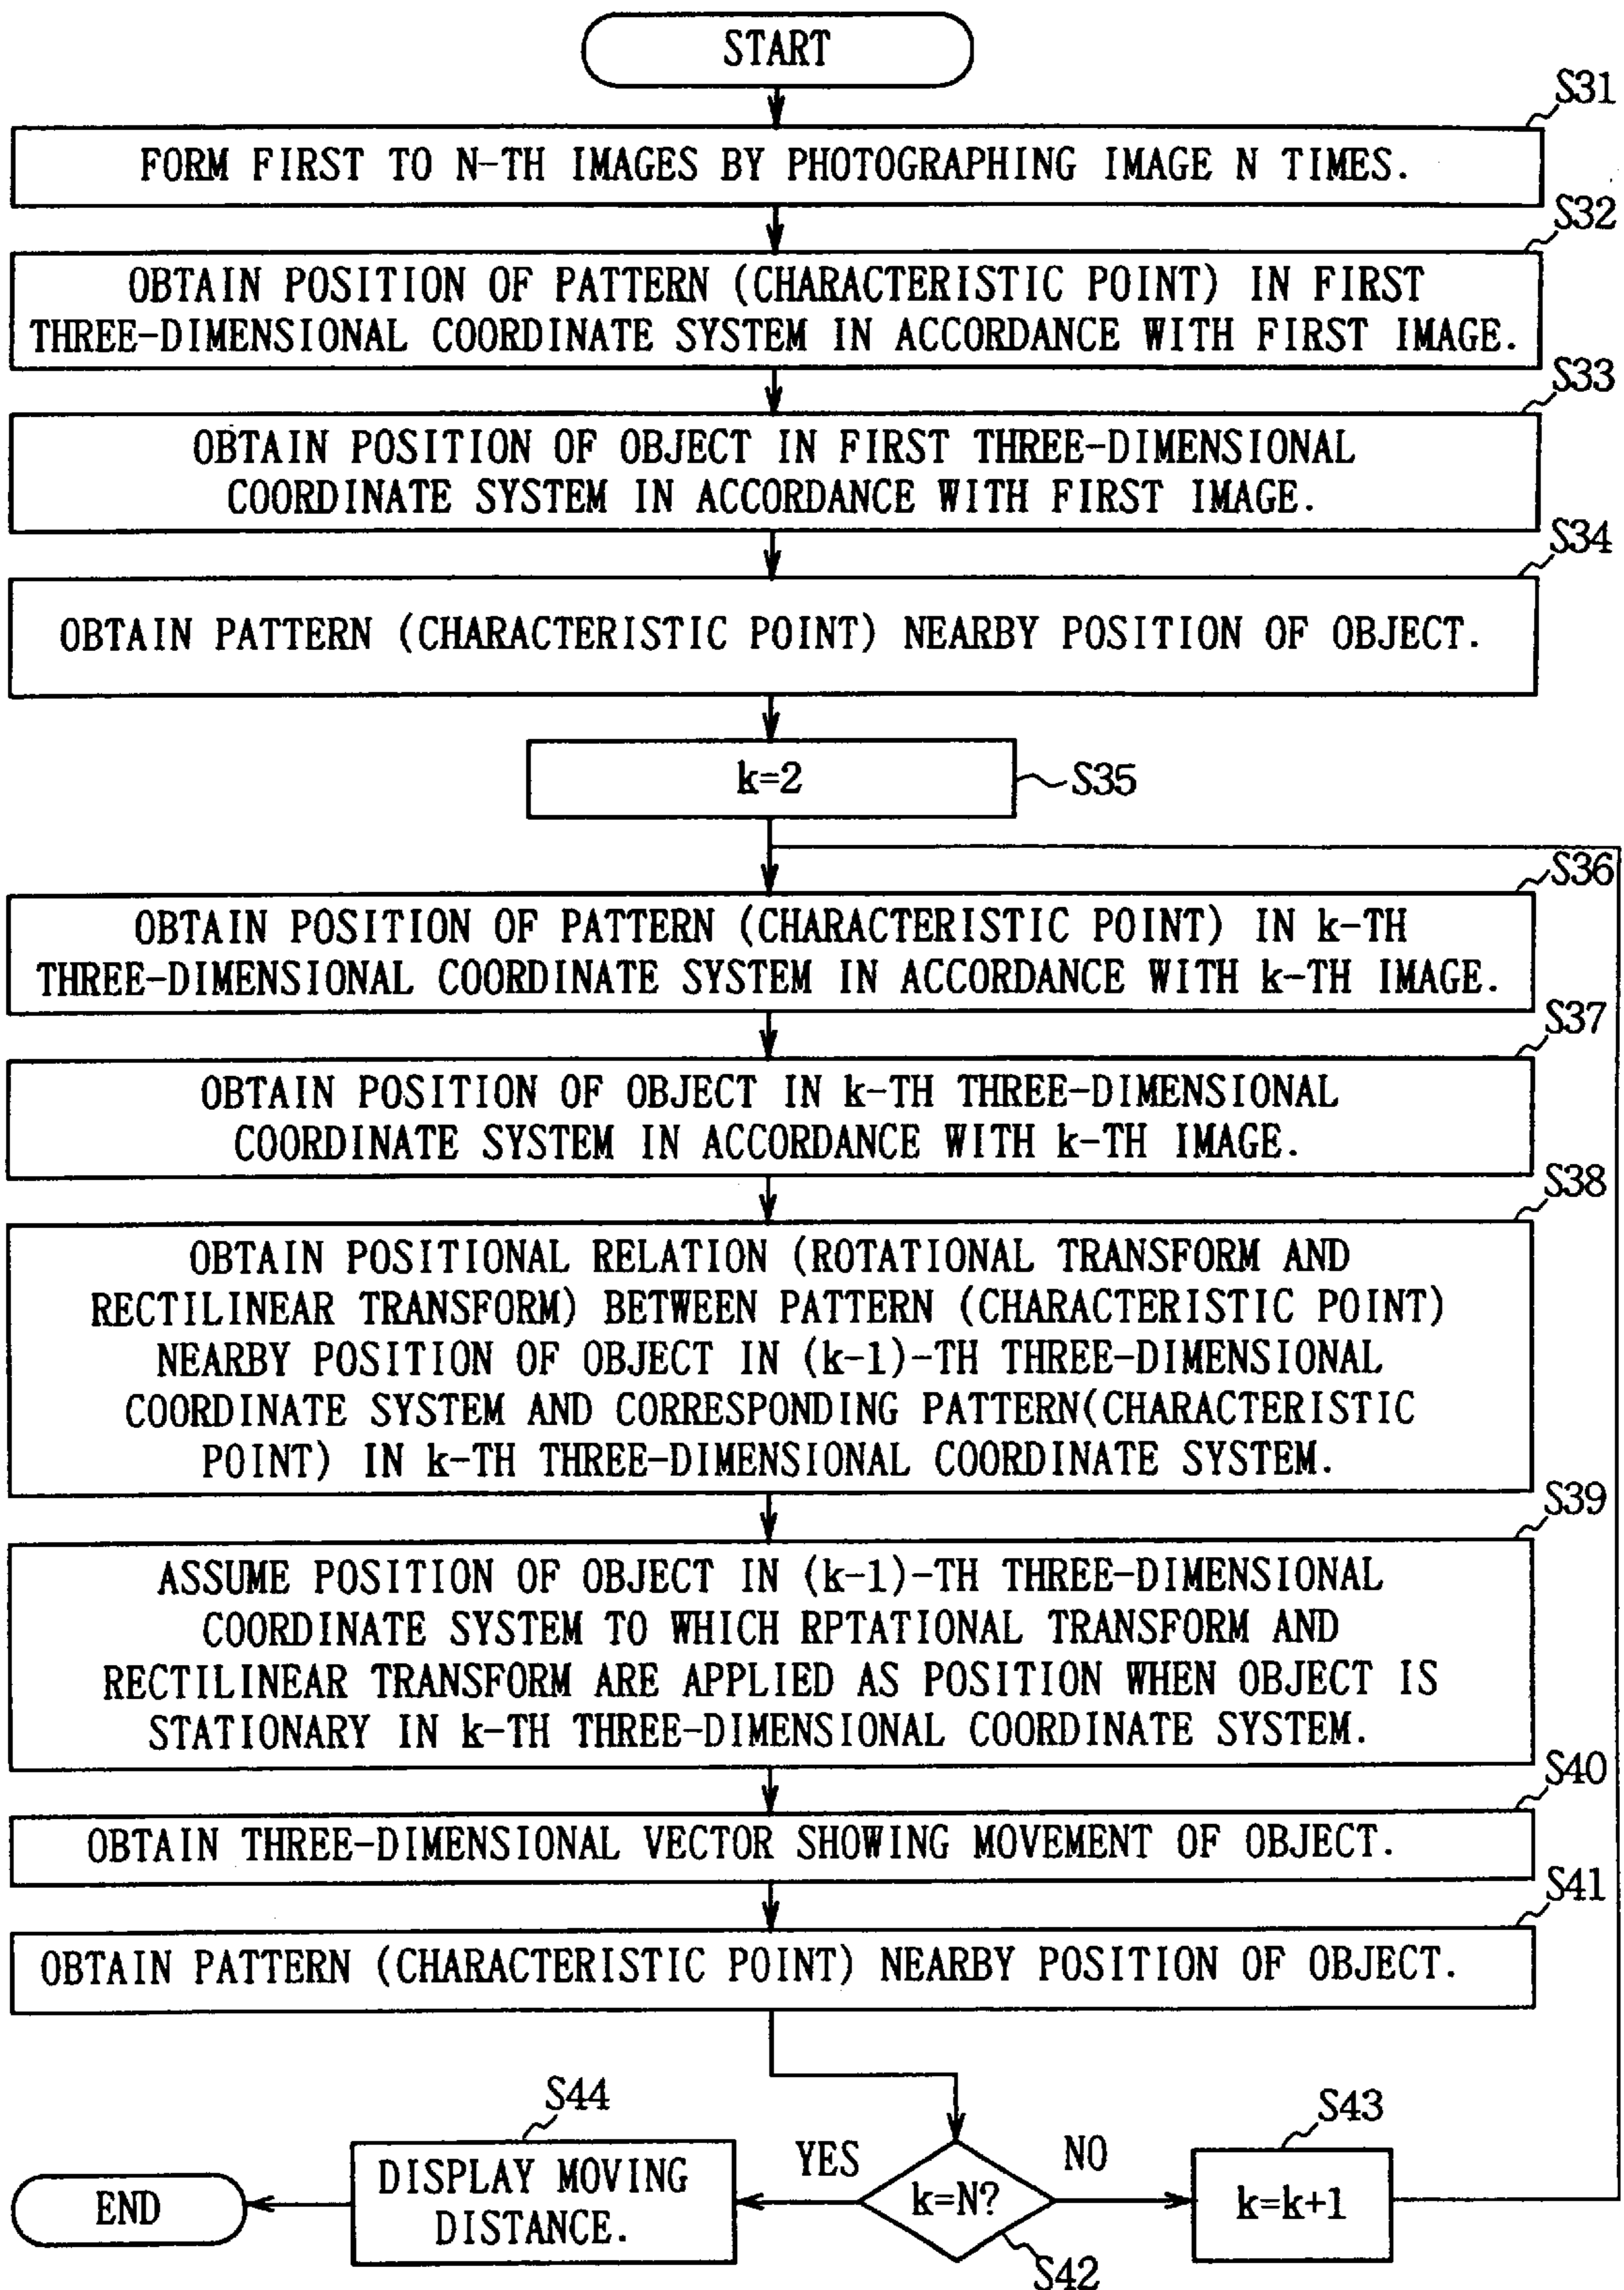 START
S31
FORM FIRST TO N-TH IMAGES BY PHOTOGRAPHING IMAGE N TIMES.
S32
OBTAIN POSITION OF PATTERN (CHARACTERISTIC POINT) IN FIRST
THREE-DIMENSIONAL COORDINATE SYSTEM IN ACCORDANCE WITH FIRST IMAGE.
S33
OBTAIN POSITION OF OBJECT IN FIRST THREE-DIMENSIONAL
COORDINATE SYSTEM IN ACCORDANCE WITH FIRST IMAGE.
S34
OBTAIN PATTERN (CHARACTERISTIC POINT) NEARBY POSITION OF OBJECT.
k=2
S35
S36
OBTAIN POSITION OF PATTERN (CHARACTERISTIC POINT) IN k-TH
THREE-DIMENSIONAL COORDINATE SYSTEM IN ACCORDANCE WITH k-TH IMAGE.
S37
OBTAIN POSITION OF OBJECT IN k-TH THREE-DIMENSIONAL
COORDINATE SYSTEM IN ACCORDANCE WITH k-TH IMAGE.
S38
OBTAIN POSITIONAL RELATION (ROTATIONAL TRANSFORM AND
RECTILINEAR TRANSFORM) BETWEEN PATTERN (CHARACTERISTIC POINT)
NEARBY POSITION OF OBJECT IN (k-1)-TH THREE-DIMENSIONAL
COORDINATE SYSTEM AND CORRESPONDING PATTERN(CHARACTERISTIC
POINT) IN k-TH THREE-DIMENSIONAL COORDINATE SYSTEM.
S39
ASSUME POSITION OF OBJECT IN (k-1)-TH THREE-DIMENSIONAL
COORDINATE SYSTEM TO WHICH RPTATIONAL TRANSFORM AND
RECTILINEAR TRANSFORM ARE APPLIED AS POSITION WHEN OBJECT IS
STATIONARY IN k-TH THREE-DIMENSIONAL COORDINATE SYSTEM.
S40
OBTAIN THREE-DIMENSIONAL VECTOR SHOWING MOVEMENT OF OBJECT.
S41
OBTAIN PATTERN (CHARACTERISTIC POINT) NEARBY POSITION OF OBJECT.
S44
S43
YES
NO
DISPLAY MOVING
DISTANCE.
END
k=N?
k=k+1
S42